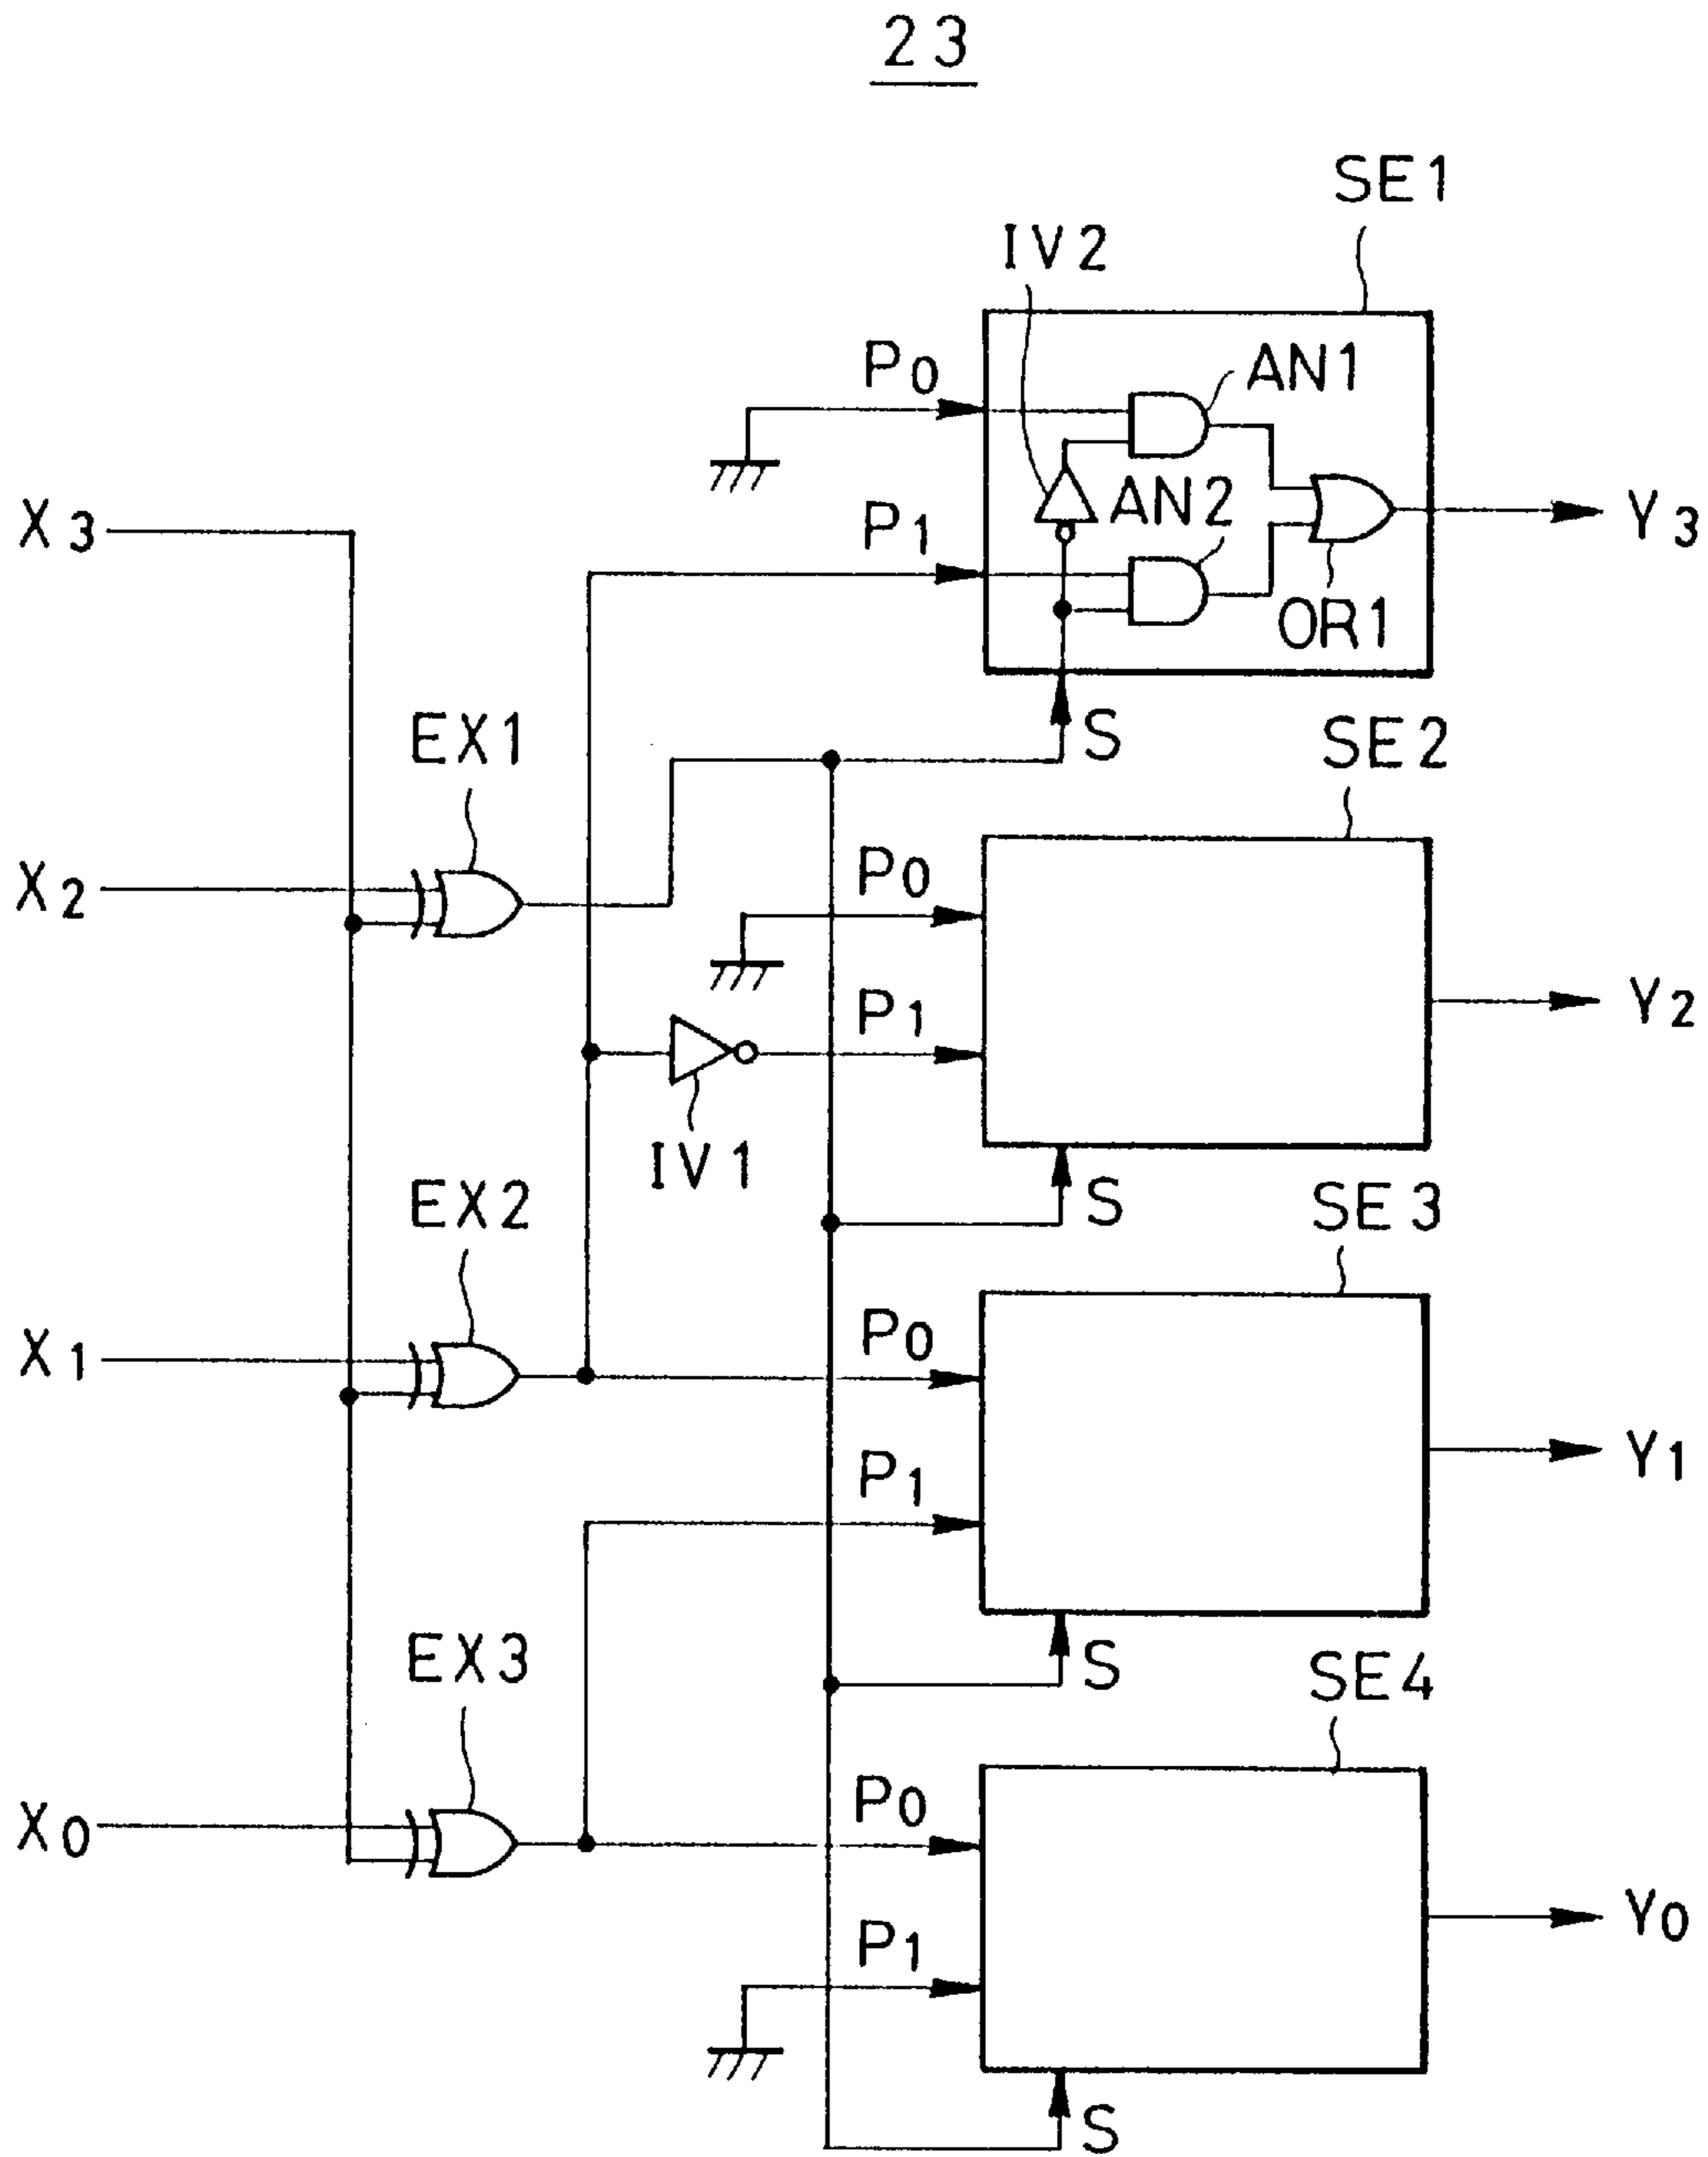 23
SE1
IV2
P0
AN1
X3
P1
AN2
Y3
OR1
EX1
S
SE2
X2
P0
P1
Y2
IV1
EX2
S
SE3
X1
P0
P1
Y1
EX3
S
SE4
X0
P0
P1
Y0
S